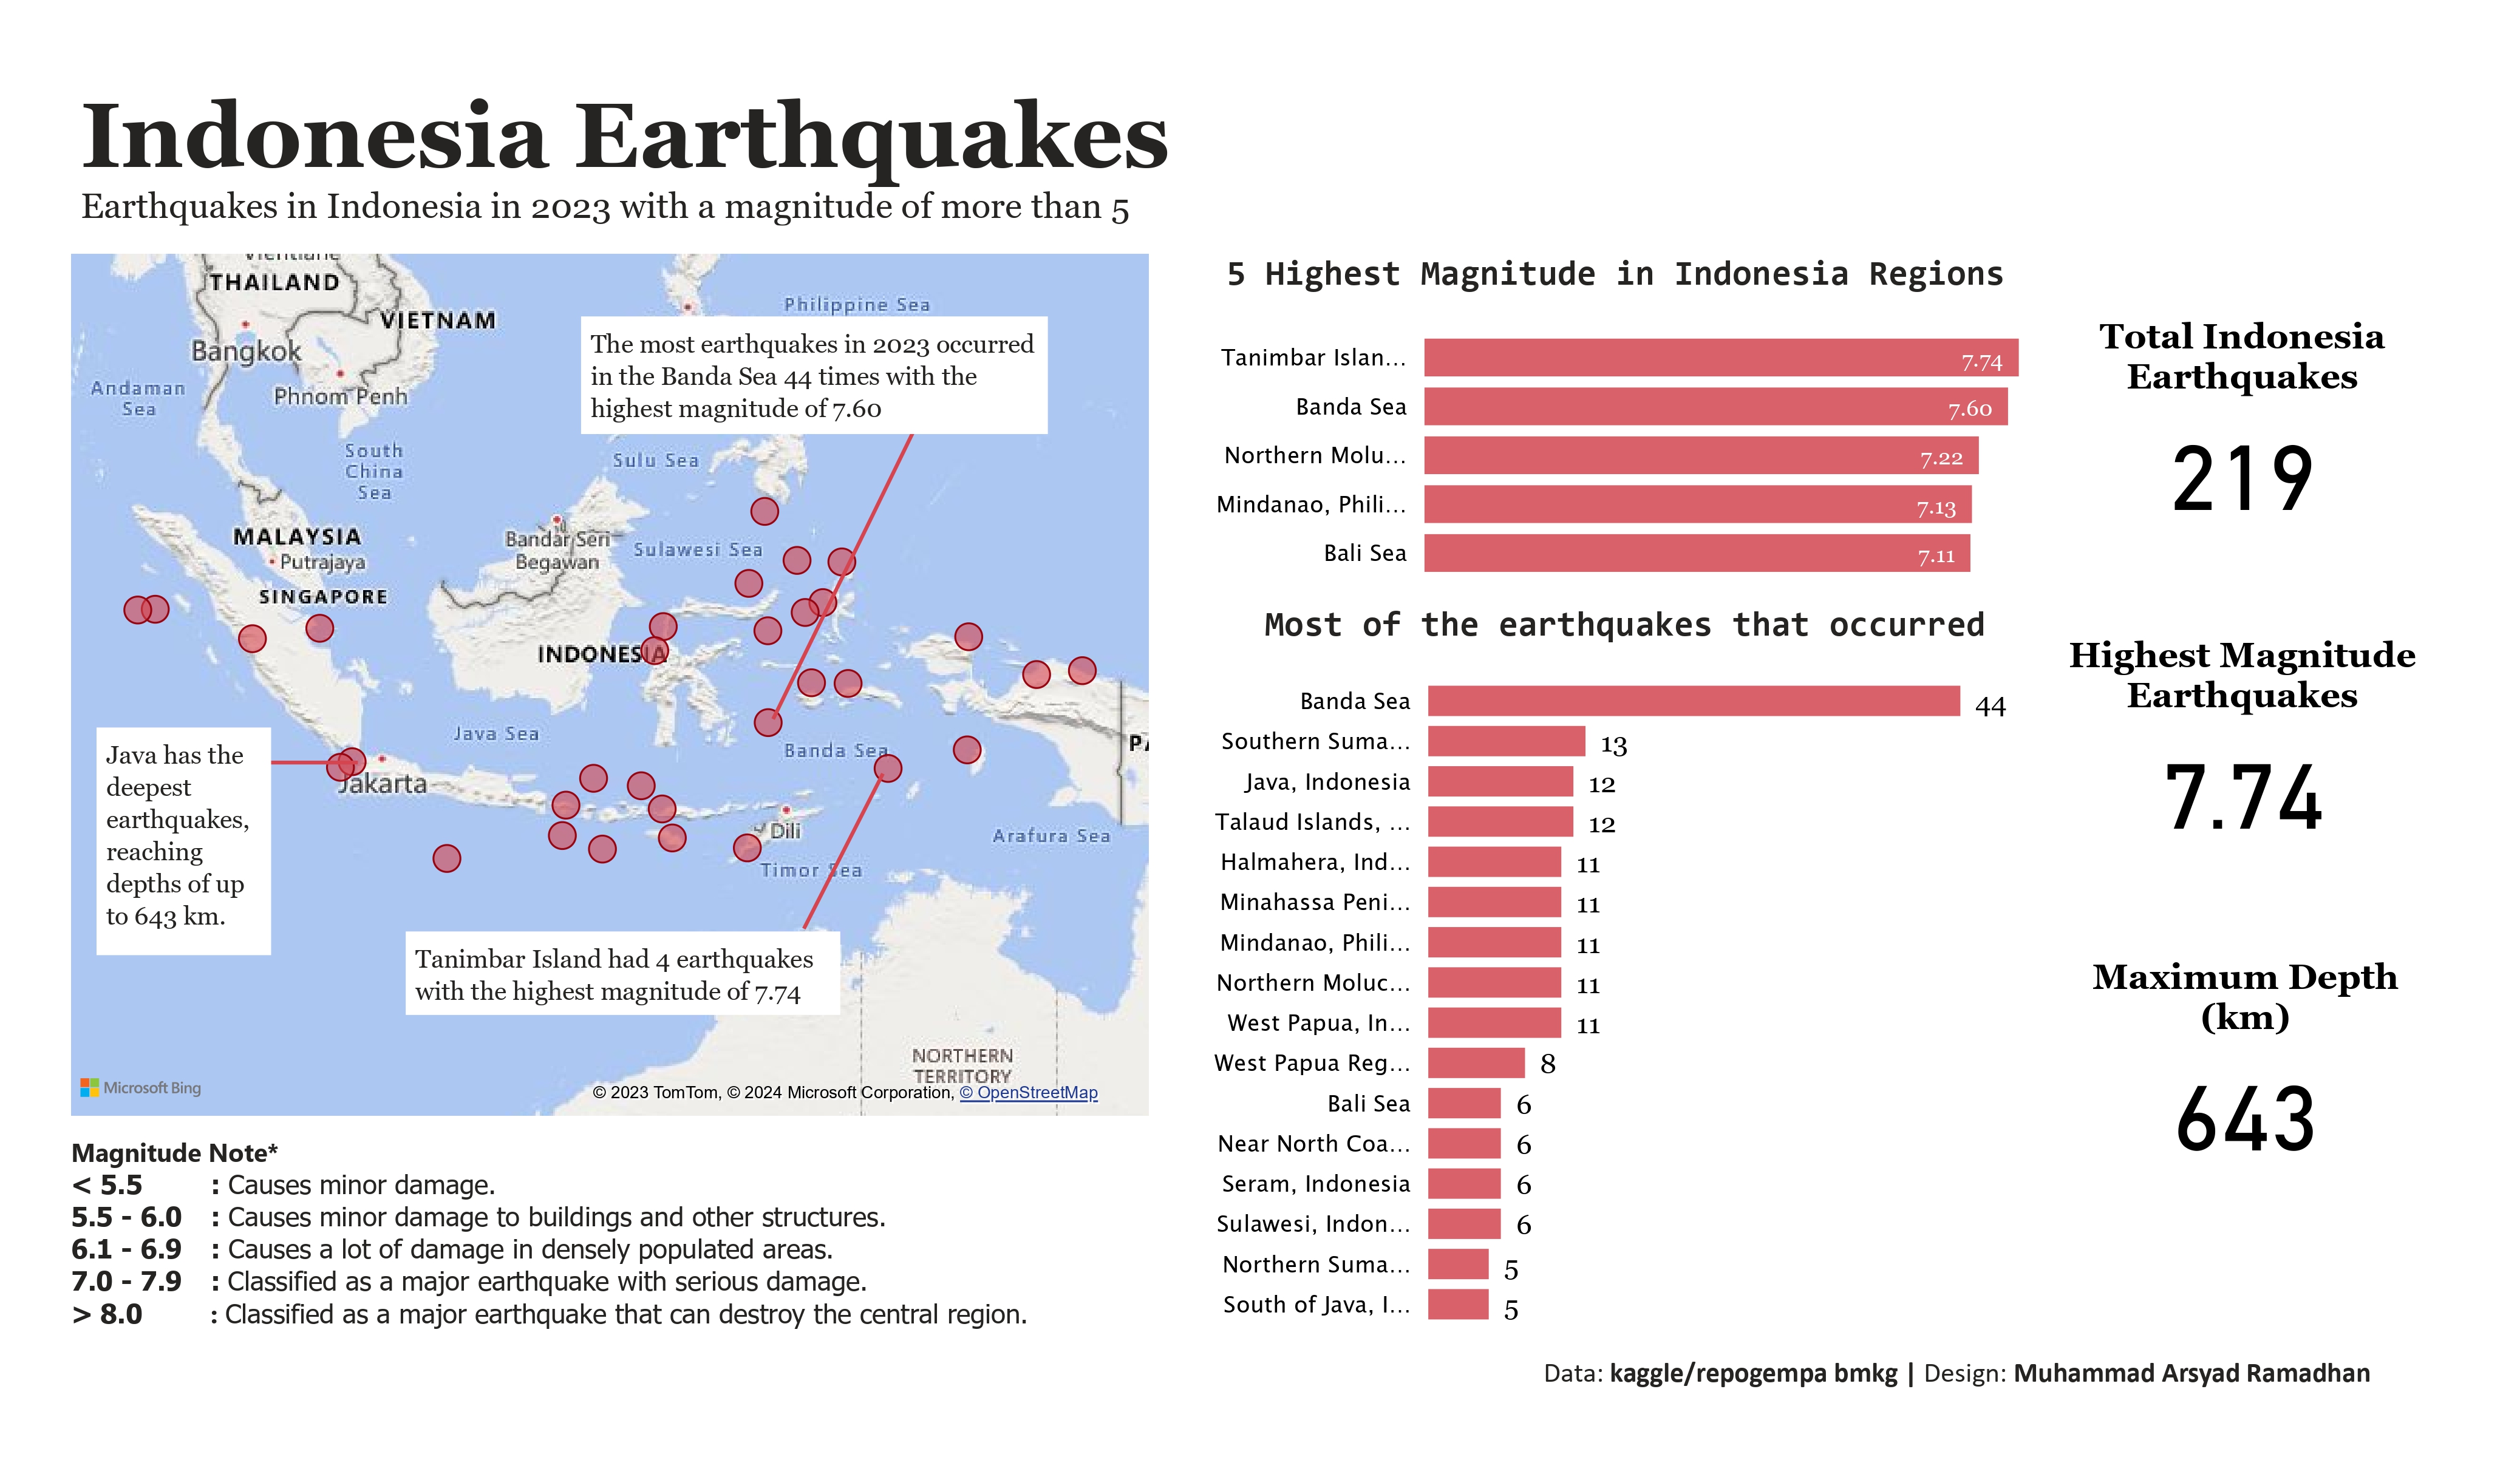 Indonesia Earthquakes
Earthquakes in Indonesia in 2023 with a magnitude of more than 5
THAILAND
VIETNAM
Bangkok
Phnom Penh
Andaman
Sea
South
China
Sea
Philippine Sea
The most earthquakes in 2023 occurred
in the Banda Sea 44 times with the
highest magnitude of 7.60
Sulu Sea
MALAYSIA
Putrajaya
SINGAPORE
Bandar Seri
Begawan
Sulawesi Sea
INDONESIA
Java Sea
Banda Sea
Jakarta
Dili
Timor Sea
Arafura Sea
Java has the
deepest
earthquakes,
reaching
depths of up
to 643 km.
Tanimbar Island had 4 earthquakes
with the highest magnitude of 7.74
NORTHERN
TERRITORY
Microsoft Bing
© 2023 TomTom, © 2024 Microsoft Corporation, © OpenStreetMap
Magnitude Note*
< 5.5 : Causes minor damage.
5.5 - 6.0 : Causes minor damage to buildings and other structures.
6.1 - 6.9 : Causes a lot of damage in densely populated areas.
7.0 - 7.9 : Classified as a major earthquake with serious damage.
> 8.0 : Classified as a major earthquake that can destroy the central region.
5 Highest Magnitude in Indonesia Regions
Tanimbar Islan... 7.74
Banda Sea 7.60
Northern Molu... 7.22
Mindanao, Phili... 7.13
Bali Sea 7.11
Most of the earthquakes that occurred
Banda Sea 44
Southern Suma... 13
Java, Indonesia 12
Talaud Islands, ... 12
Halmahera, Ind... 11
Minahassa Peni... 11
Mindanao, Phili... 11
Northern Moluc... 11
West Papua, In... 11
West Papua Reg... 8
Bali Sea 6
Near North Coa... 6
Seram, Indonesia 6
Sulawesi, Indon... 6
Northern Suma... 5
South of Java, I... 5
Total Indonesia
Earthquakes
219
Highest Magnitude
Earthquakes
7.74
Maximum Depth
(km)
643
Data: kaggle/repogempa bmkg | Design: Muhammad Arsyad Ramadhan